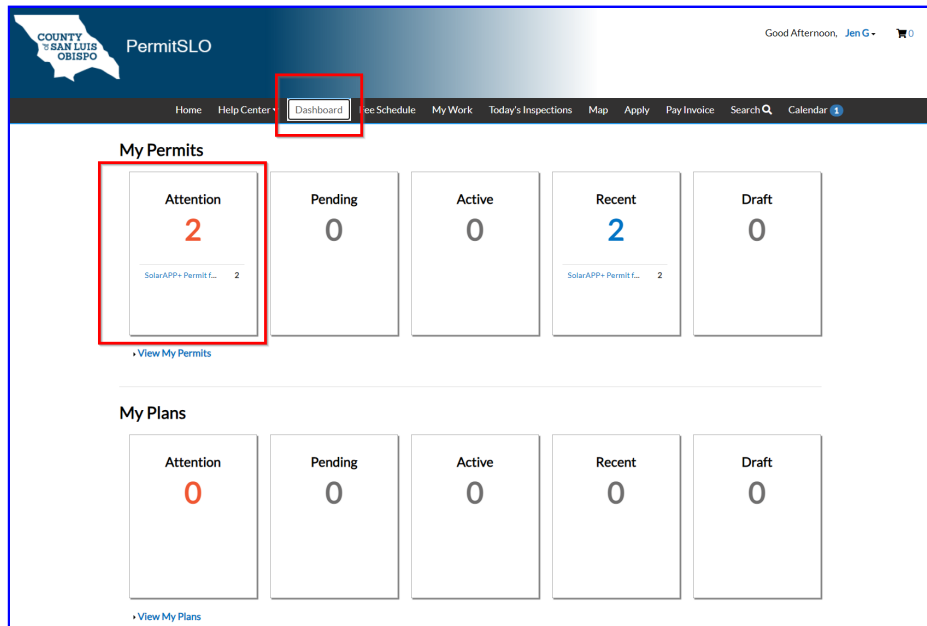 COUNTY
OF SAN LUIS
OBISPO
PermitSLO
Good Afternoon, Jen G
0
Home Help Center Dashboard Fee Schedule My Work Today's Inspections Map Apply Pay Invoice Search Calendar 1
My Permits
Attention Pending Active Recent Draft
2 0 0 2 0
SolarAPP+ Permit f... 2 SolarAPP+ Permit f... 2
View My Permits
My Plans
Attention Pending Active Recent Draft
0 0 0 0 0
View My Plans